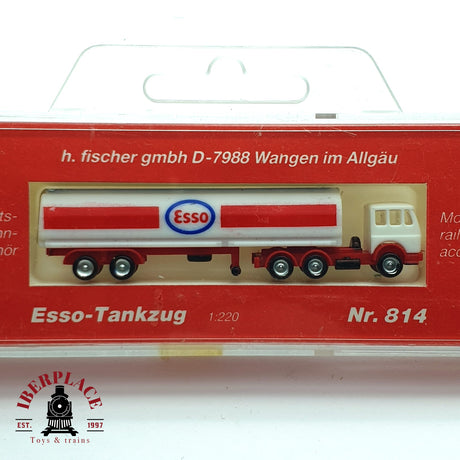 h. fischer gmbh D-7988 Wangen im Allgäu
Esso
Esso-Tankzug 1:220 Nr. 814
IBERPLACE
EST. 1997
Toys & trains